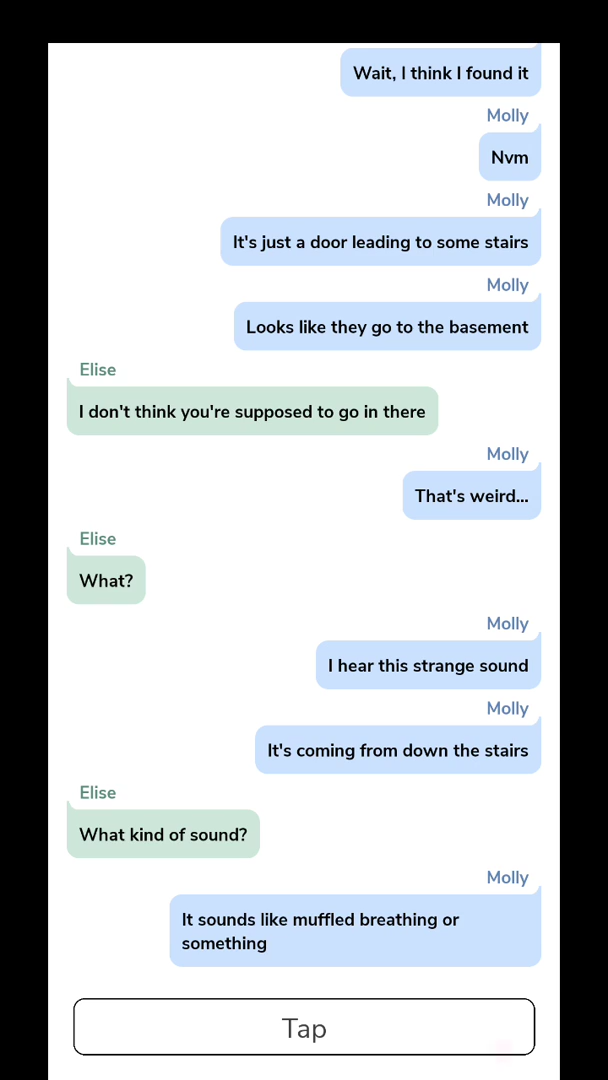 Wait, I think I found it
Molly
Nvm
Molly
It's just a door leading to some stairs
Molly
Looks like they go to the basement
Elise
I don't think you're supposed to go in there
Molly
That's weird...
Elise
What?
Molly
I hear this strange sound
Molly
It's coming from down the stairs
Elise
What kind of sound?
Molly
It sounds like muffled breathing or
something
Tap